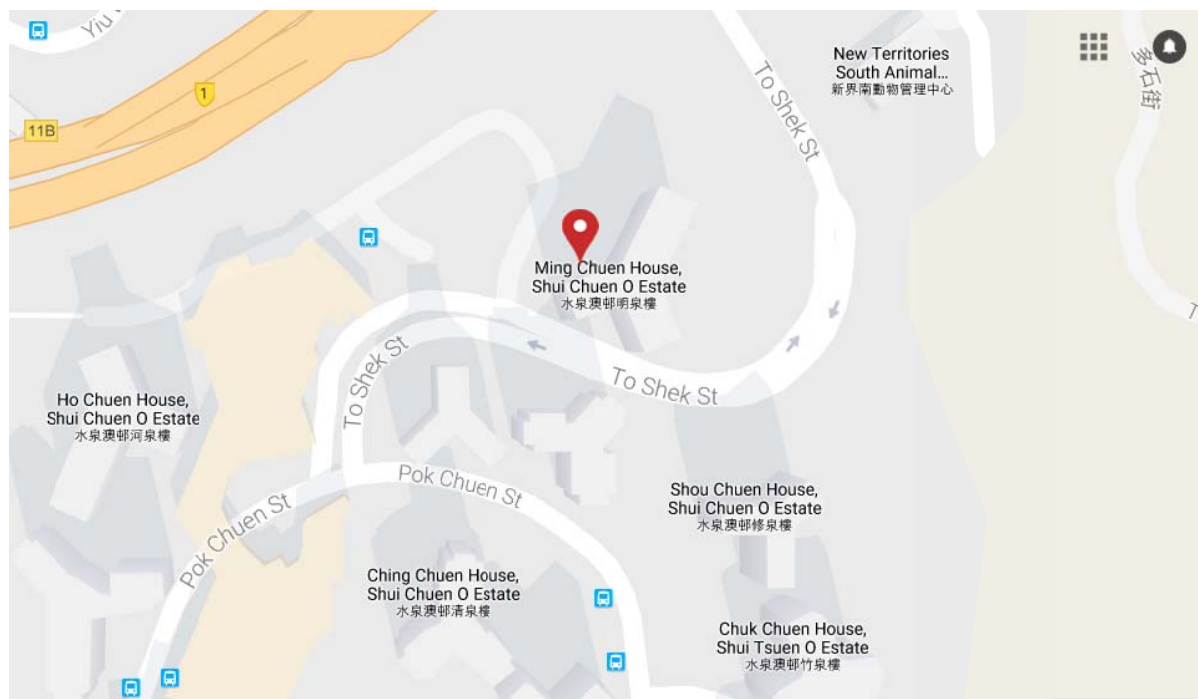 Yiu
New Territories
South Animal...
新界南動物管理中心
多石街
To Shek St
1
11B
Ming Chuen House,
Shui Chuen O Estate
水泉澳邨明泉樓
T
To Shek St
To Shek St
Ho Chuen House,
Shui Chuen O Estate
水泉澳邨河泉樓
Pok Chuen St
Pok Chuen St
Shou Chuen House,
Shui Chuen O Estate
水泉澳邨修泉樓
Ching Chuen House,
Shui Chuen O Estate
水泉澳邨清泉樓
Chuk Chuen House,
Shui Tsuen O Estate
水泉澳邨竹泉樓